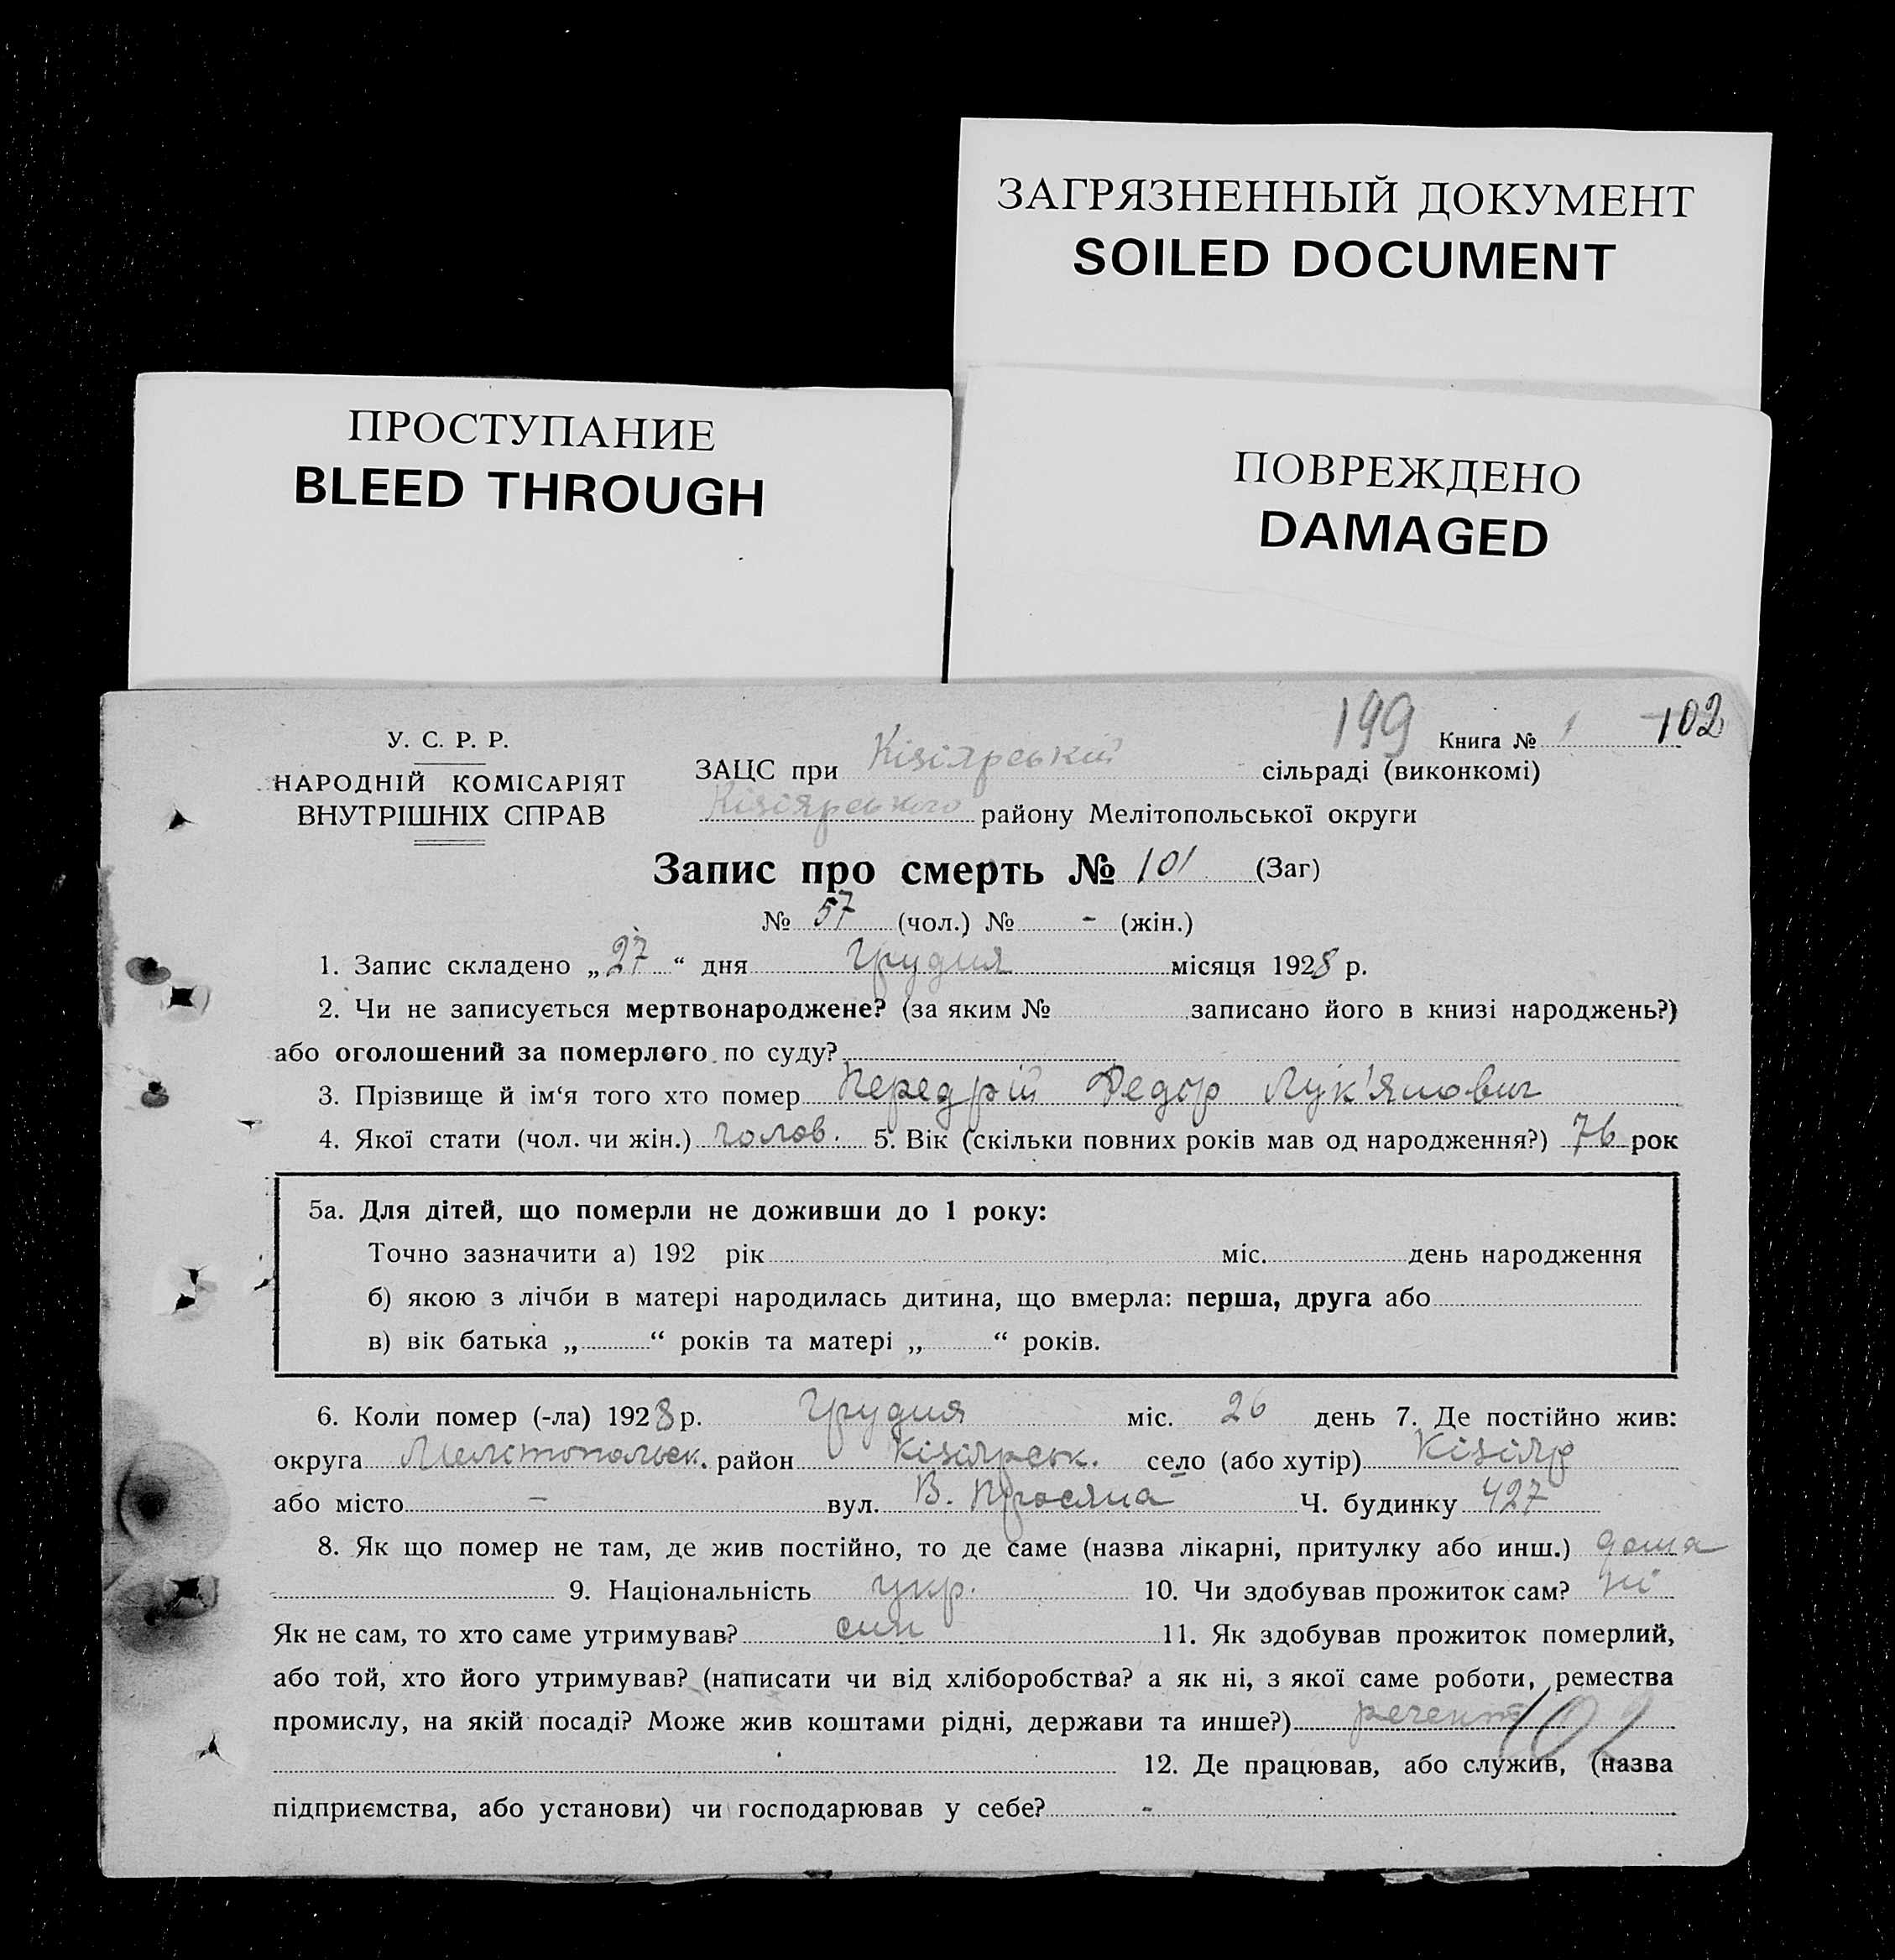 ЗАГРЯЗНЕННЫЙ ДОКУМЕНТ
SOILED DOCUMENT
ПРОСТУПАНИЕ
BLEED THROUGH
ПОВРЕЖДЕНО
DAMAGED
У. С. Р. Р.
НАРОДНІЙ КОМІСАРІЯТ
ВНУТРІШНІХ СПРАВ
199 Книга № 1 102
ЗАЦС при Кізіярській сільраді (виконкомі)
Кізіярського району Мелітопольської округи
Запис про смерть № 101 (Заг)
№ 57 (чол.) № - (жін.)
1. Запис складено „27“ дня Грудня місяця 1928 р.
2. Чи не записується мертвонароджене? (за яким № записано його в книзі народжень?)
або оголошений за померлого по суду?
3. Прізвище й ім‘я того хто помер Передрій Федор Лук'янович
4. Якої стати (чол. чи жін.) чолов. 5. Вік (скільки повних років мав од народження?) 76 рок
5а. Для дітей, що померли не доживши до 1 року:
Точно зазначити а) 192 рік міс. день народження
б) якою з лічби в матері народилась дитина, що вмерла: перша, друга або
в) вік батька „ “ років та матері „ “ років.
6. Коли помер (-ла) 1928 р. Грудня міс. 26 день 7. Де постійно жив:
округа Мелітопольськ. район Кізіярськ. село (або хутір) Кізіяр
або місто - вул. В. Просяна Ч. будинку 427
8. Як що помер не там, де жив постійно, то де саме (назва лікарні, притулку або инш.) дома
9. Національність укр. 10. Чи здобував прожиток сам? ні
Як не сам, то хто саме утримував? син 11. Як здобував прожиток померлий,
або той, хто його утримував? (написати чи від хліборобства? а як ні, з якої саме роботи, ремества
промислу, на якій посаді? Може жив коштами рідні, держави та инше?)
102
12. Де працював, або служив, (назва
підприємства, або установи) чи господарював у себе? -